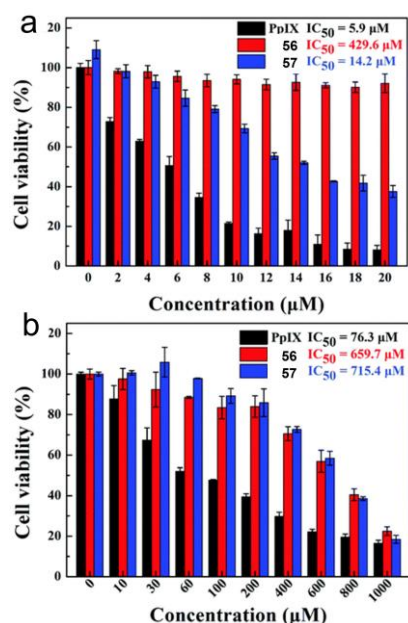 a
PpIX IC50 = 5.9 μM
56 IC50 = 429.6 μM
57 IC50 = 14.2 μM
20
100
80
60
40
20
0
Cell viability (%)
0 2 4 6 8 10 12 14 16 18 20
Concentration (μM)
b
PpIX IC50 = 76.3 μM
56 IC50 = 659.7 μM
57 IC50 = 715.4 μM
20
100
80
60
40
20
0
Cell viability (%)
0 10 30 60 100 200 400 600 800 1000
Concentration (μM)